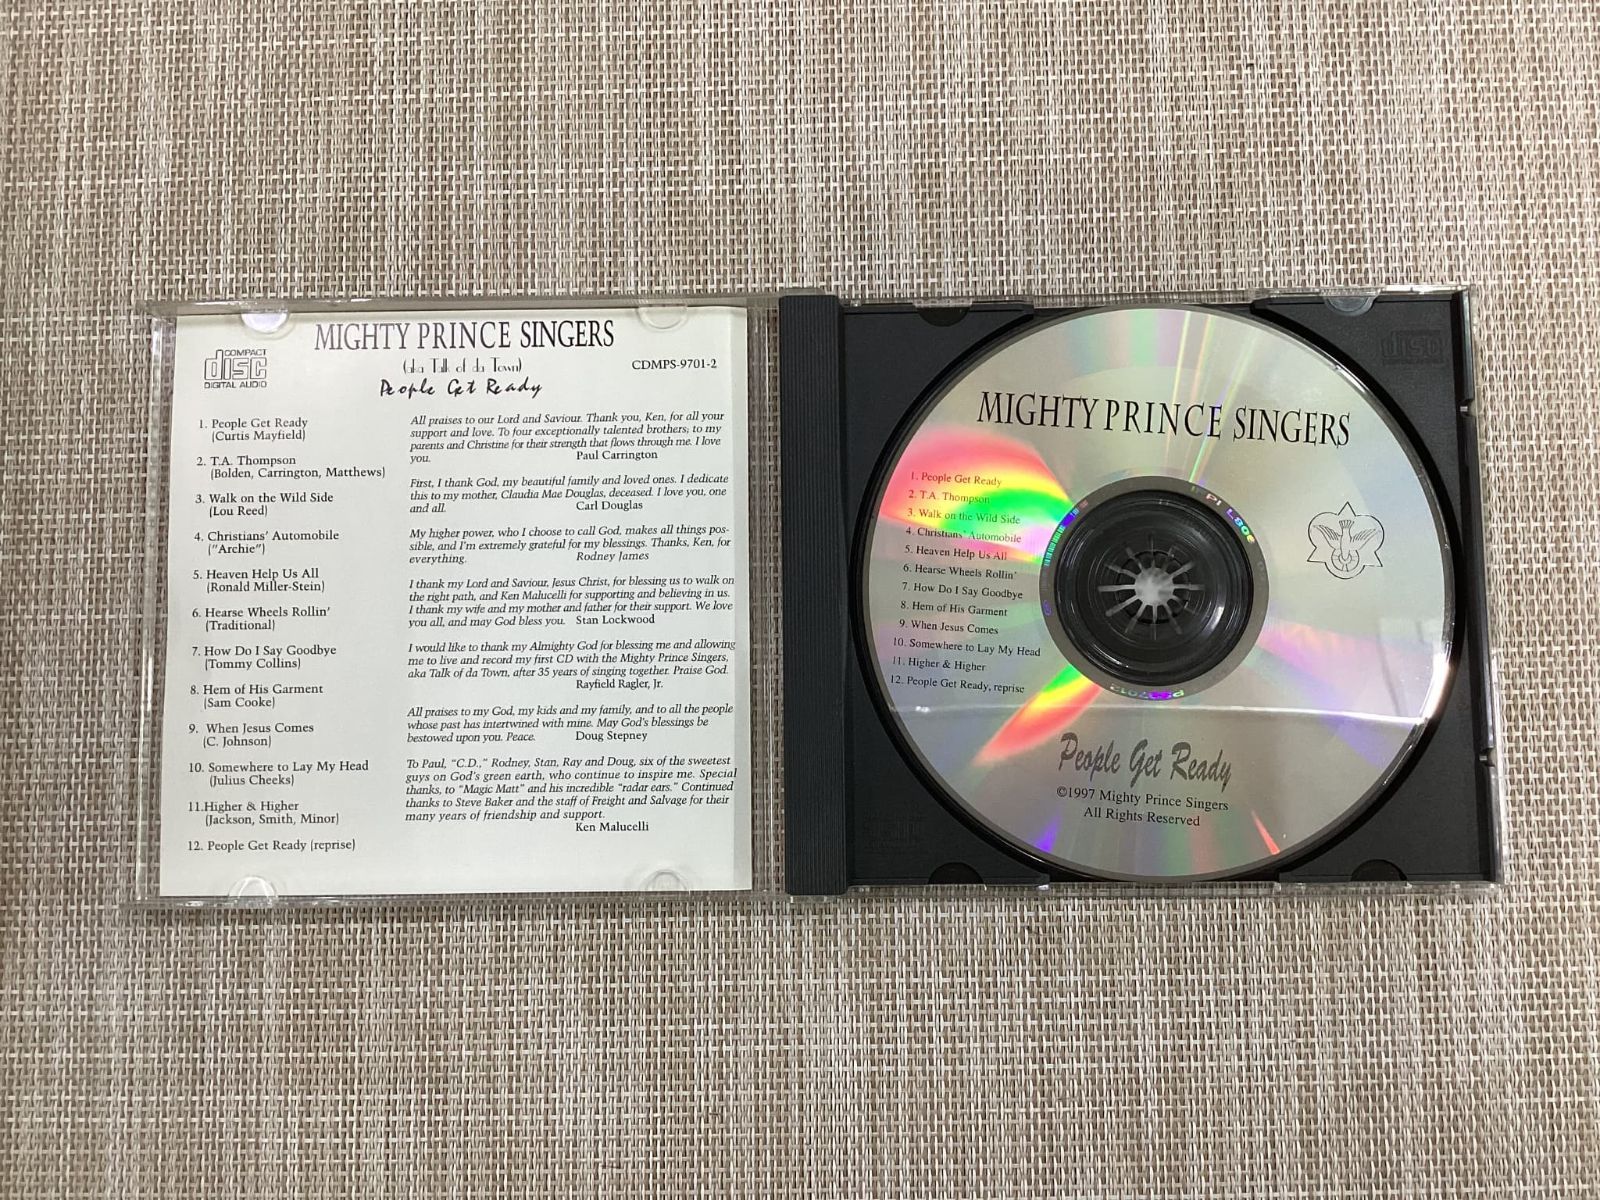 MIGHTY PRINCE SINGERS
(aka Talk of da Town)
People Get Ready
COMPACT
disc
DIGITAL AUDIO
CDMPS-9701-2
1. People Get Ready
(Curtis Mayfield)
2. T.A. Thompson
(Bolden, Carrington, Matthews)
3. Walk on the Wild Side
(Lou Reed)
4. Christians' Automobile
("Archie")
5. Heaven Help Us All
(Ronald Miller-Stein)
6. Hearse Wheels Rollin'
(Traditional)
7. How Do I Say Goodbye
(Tommy Collins)
8. Hem of His Garment
(Sam Cooke)
9. When Jesus Comes
(C. Johnson)
10. Somewhere to Lay My Head
(Julius Cheeks)
11.Higher & Higher
(Jackson, Smith, Minor)
12. People Get Ready (reprise)
All praises to our Lord and Saviour. Thank you, Ken, for all your
support and love. To four exceptionally talented brothers; to my
parents and Christine for their strength that flows through me. I love
you. Paul Carrington
First, I thank God, my beautiful family and loved ones. I dedicate
this to my mother, Claudia Mae Douglas, deceased. I love you, one
and all. Carl Douglas
My higher power, who I choose to call God, makes all things pos-
sible, and I'm extremely grateful for my blessings. Thanks, Ken, for
everything. Rodney James
I thank my Lord and Saviour, Jesus Christ, for blessing us to walk on
the right path, and Ken Malucelli for supporting and believing in us.
I thank my wife and my mother and father for their support. We love
you all, and may God bless you. Stan Lockwood
I would like to thank my Almighty God for blessing me and allowing
me to live and record my first CD with the Mighty Prince Singers,
aka Talk of da Town, after 35 years of singing together. Praise God.
Rayfield Ragler, Jr.
All praises to my God, my kids and my family, and to all the people
whose past has intertwined with mine. May God's blessings be
bestowed upon you. Peace. Doug Stepney
To Paul, "C.D.," Rodney, Stan, Ray and Doug, six of the sweetest
guys on God's green earth, who continue to inspire me. Special
thanks, to "Magic Matt" and his incredible "radar ears." Continued
thanks to Steve Baker and the staff of Freight and Salvage for their
many years of friendship and support.
Ken Malucelli
MIGHTY PRINCE SINGERS
1. People Get Ready
2. T.A. Thompson
3. Walk on the Wild Side
4. Christians' Automobile
5. Heaven Help Us All
6. Hearse Wheels Rollin'
7. How Do I Say Goodbye
8. Hem of His Garment
9. When Jesus Comes
10. Somewhere to Lay My Head
11. Higher & Higher
12. People Get Ready, reprise
People Get Ready
©1997 Mighty Prince Singers
All Rights Reserved